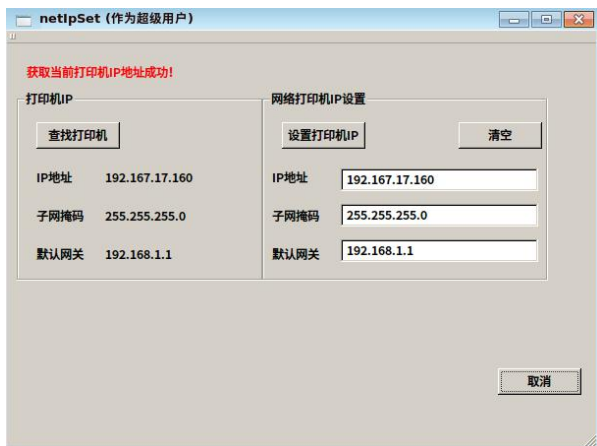 netIpSet (作为超级用户)
获取当前打印机IP地址成功!
打印机IP
查找打印机
IP地址 192.167.17.160
子网掩码 255.255.255.0
默认网关 192.168.1.1
网络打印机IP设置
设置打印机IP 清空
IP地址 192.167.17.160
子网掩码 255.255.255.0
默认网关 192.168.1.1
取消